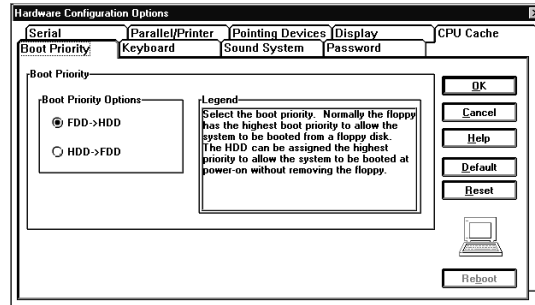 Hardware Configuration Options
Serial
Parallel/Printer
Pointing Devices
Display
CPU Cache
Boot Priority
Keyboard
Sound System
Password
Boot Priority
Boot Priority Options
FDD->HDD
HDD->FDD
Legend
Select the boot priority. Normally the floppy
has the highest boot priority to allow the
system to be booted from a floppy disk.
The HDD can be assigned the highest
priority to allow the system to be booted at
power-on without removing the floppy.
OK
Cancel
Help
Default
Reset
Reboot